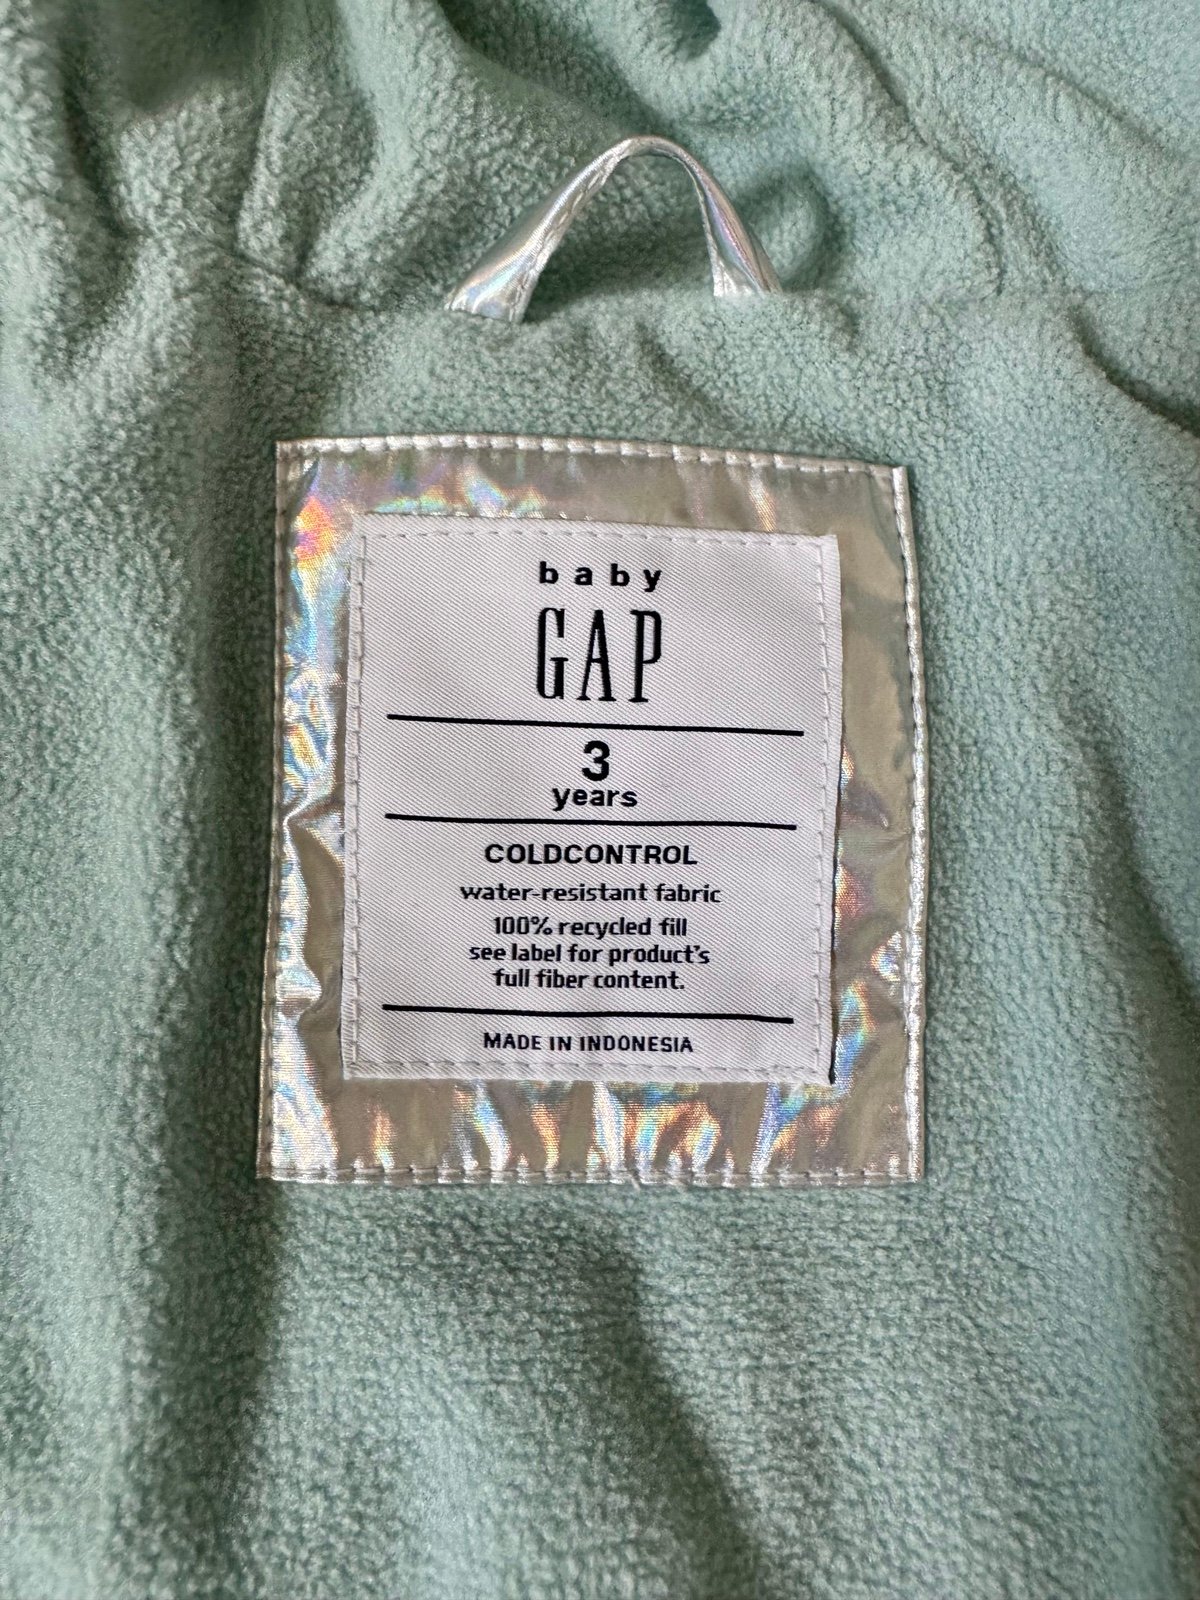 baby
GAP
3
years
COLDCONTROL
water-resistant fabric
100% recycled fill
see label for product's
full fiber content.
MADE IN INDONESIA